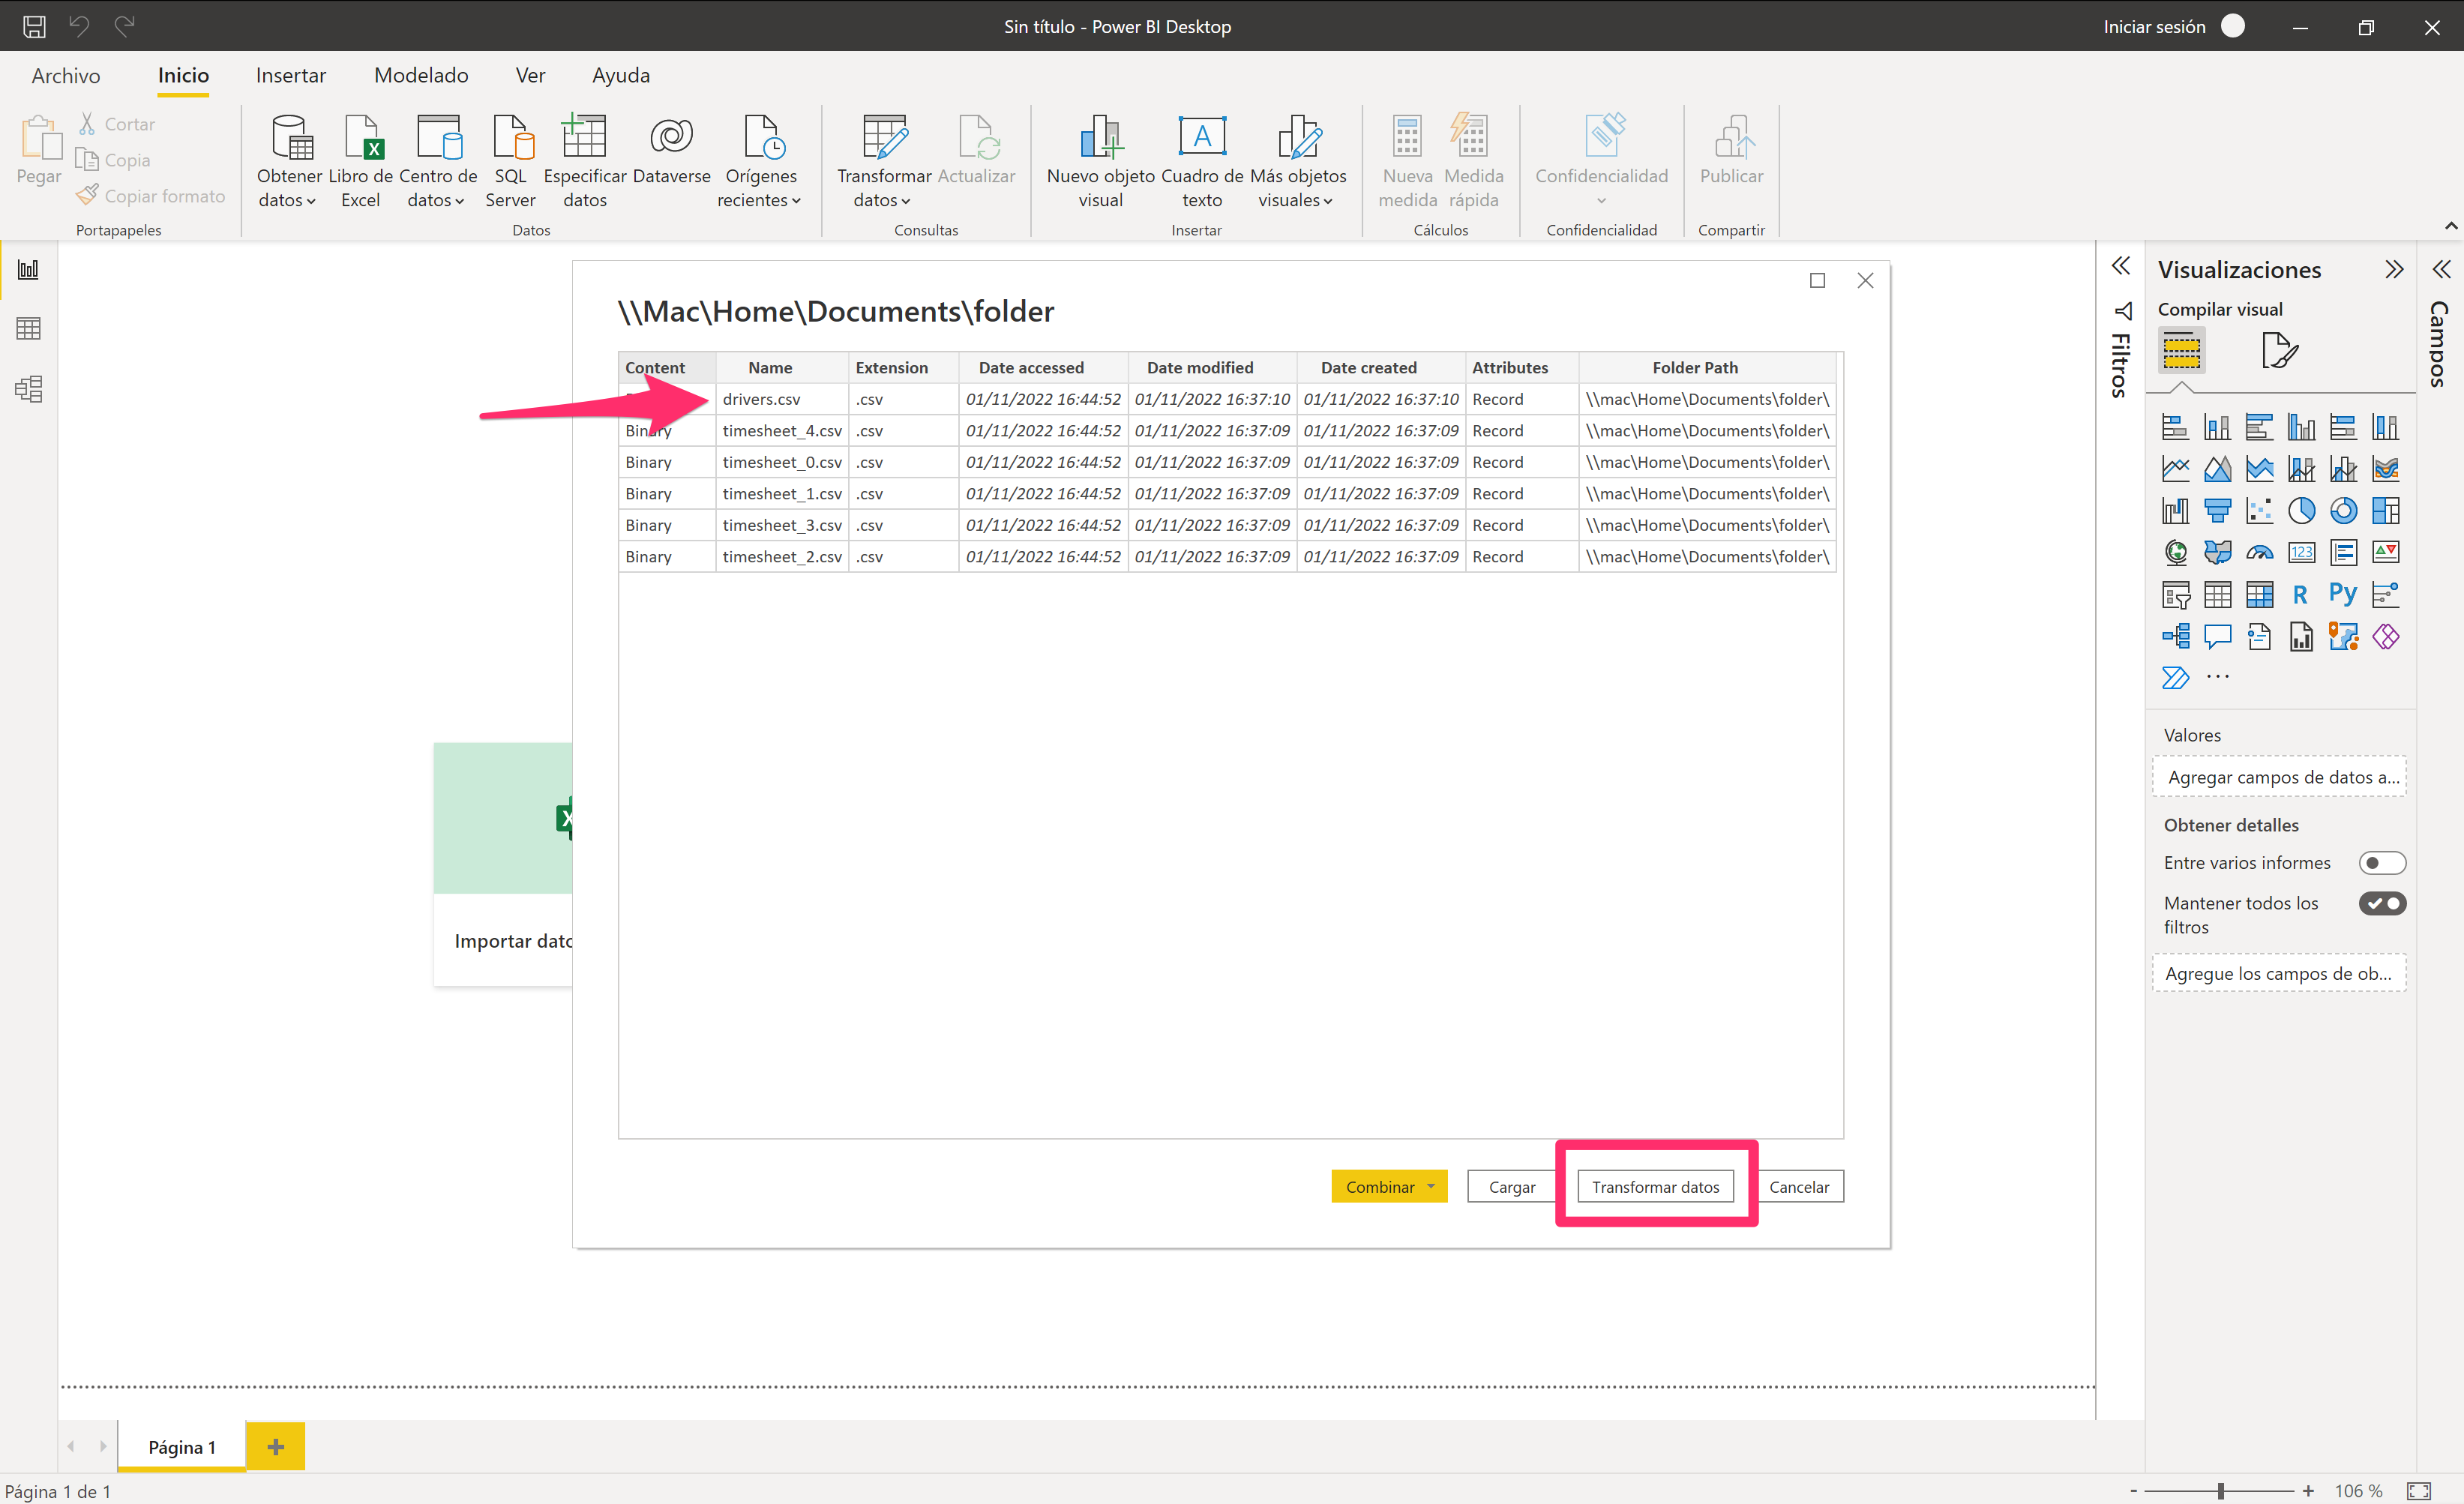 Sin título - Power BI Desktop
Iniciar sesión
Archivo Inicio Insertar Modelado Ver Ayuda
Pegar
Cortar
Copia
Copiar formato
Portapapeles
Obtener datos
Libro de Excel
Centro de datos
SQL Server
Especificar datos
Dataverse
Orígenes recientes
Datos
Transformar datos
Actualizar
Consultas
Nuevo objeto visual
Cuadro de texto
Más objetos visuales
Insertar
Nueva medida
Medida rápida
Cálculos
Confidencialidad
Confidencialidad
Publicar
Compartir
\\Mac\Home\Documents\folder
Content Name Extension Date accessed Date modified Date created Attributes Folder Path
drivers.csv .csv 01/11/2022 16:44:52 01/11/2022 16:37:10 01/11/2022 16:37:10 Record \\mac\Home\Documents\folder\
Binary timesheet_4.csv .csv 01/11/2022 16:44:52 01/11/2022 16:37:09 01/11/2022 16:37:09 Record \\mac\Home\Documents\folder\
Binary timesheet_0.csv .csv 01/11/2022 16:44:52 01/11/2022 16:37:09 01/11/2022 16:37:09 Record \\mac\Home\Documents\folder\
Binary timesheet_1.csv .csv 01/11/2022 16:44:52 01/11/2022 16:37:09 01/11/2022 16:37:09 Record \\mac\Home\Documents\folder\
Binary timesheet_3.csv .csv 01/11/2022 16:44:52 01/11/2022 16:37:09 01/11/2022 16:37:09 Record \\mac\Home\Documents\folder\
Binary timesheet_2.csv .csv 01/11/2022 16:44:52 01/11/2022 16:37:09 01/11/2022 16:37:09 Record \\mac\Home\Documents\folder\
Combinar Cargar Transformar datos Cancelar
Importar dato
Filtros
Visualizaciones
Compilar visual
123
R Py
Valores
Agregar campos de datos a...
Obtener detalles
Entre varios informes
Mantener todos los
filtros
Agregue los campos de ob...
Campos
Página 1 +
Página 1 de 1
- + 106 %